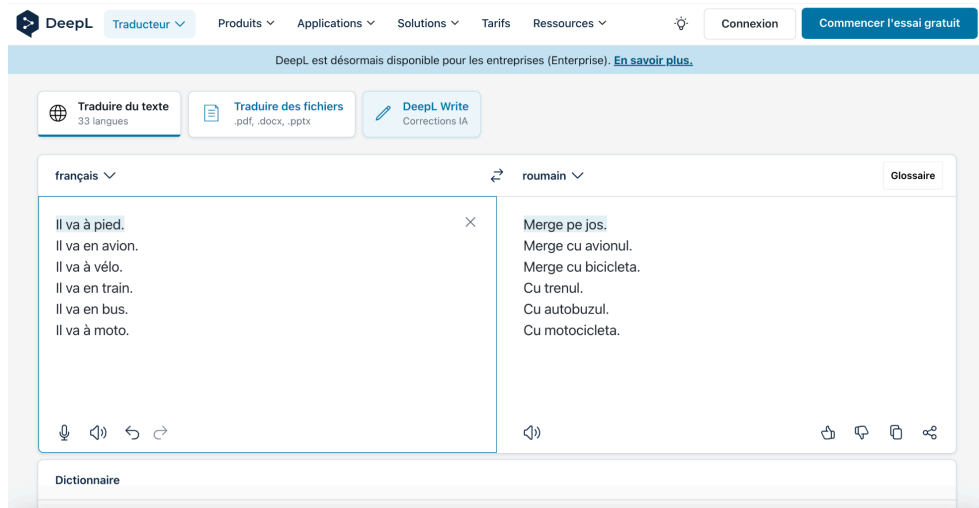 DeepL Traducteur Produits Applications Solutions Tarifs Ressources Connexion Commencer l'essai gratuit
DeepL est désormais disponible pour les entreprises (Enterprise). En savoir plus.
Traduire du texte
33 langues
Traduire des fichiers
.pdf, .docx, .pptx
DeepL Write
Corrections IA
français
roumain
Glossaire
Il va à pied.
Il va en avion.
Il va à vélo.
Il va en train.
Il va en bus.
Il va à moto.
Merge pe jos.
Merge cu avionul.
Merge cu bicicleta.
Cu trenul.
Cu autobuzul.
Cu motocicleta.
Dictionnaire